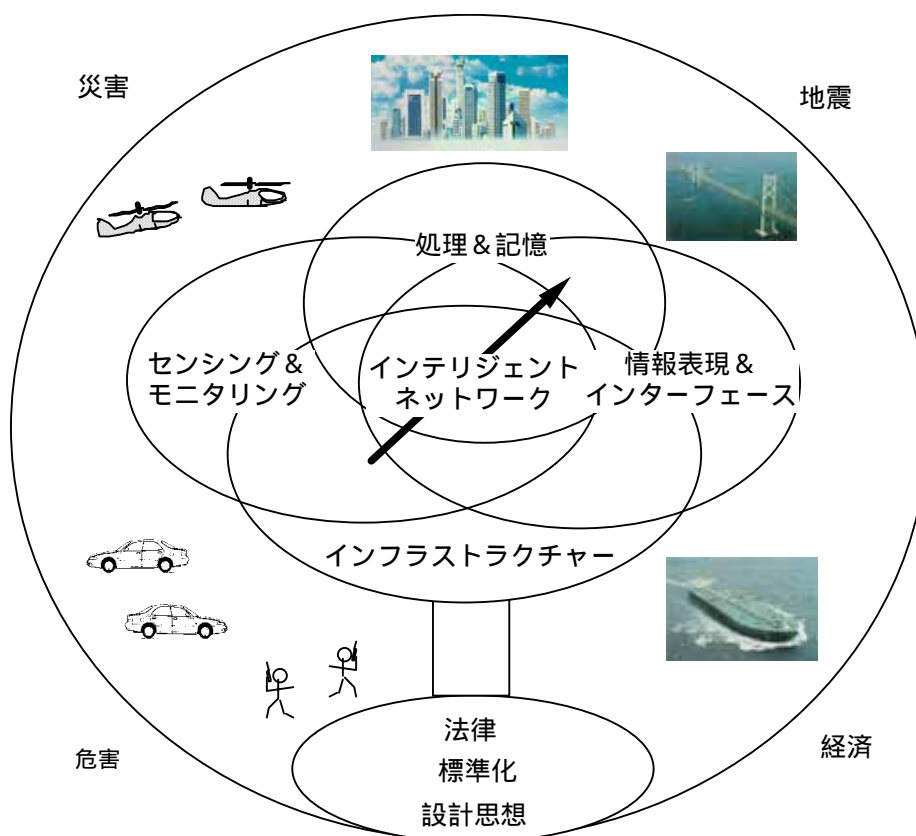 災害
地震
処理＆記憶
センシング＆
モニタリング
インテリジェント
ネットワーク
情報表現＆
インターフェース
インフラストラクチャー
法律
標準化
設計思想
危害
経済